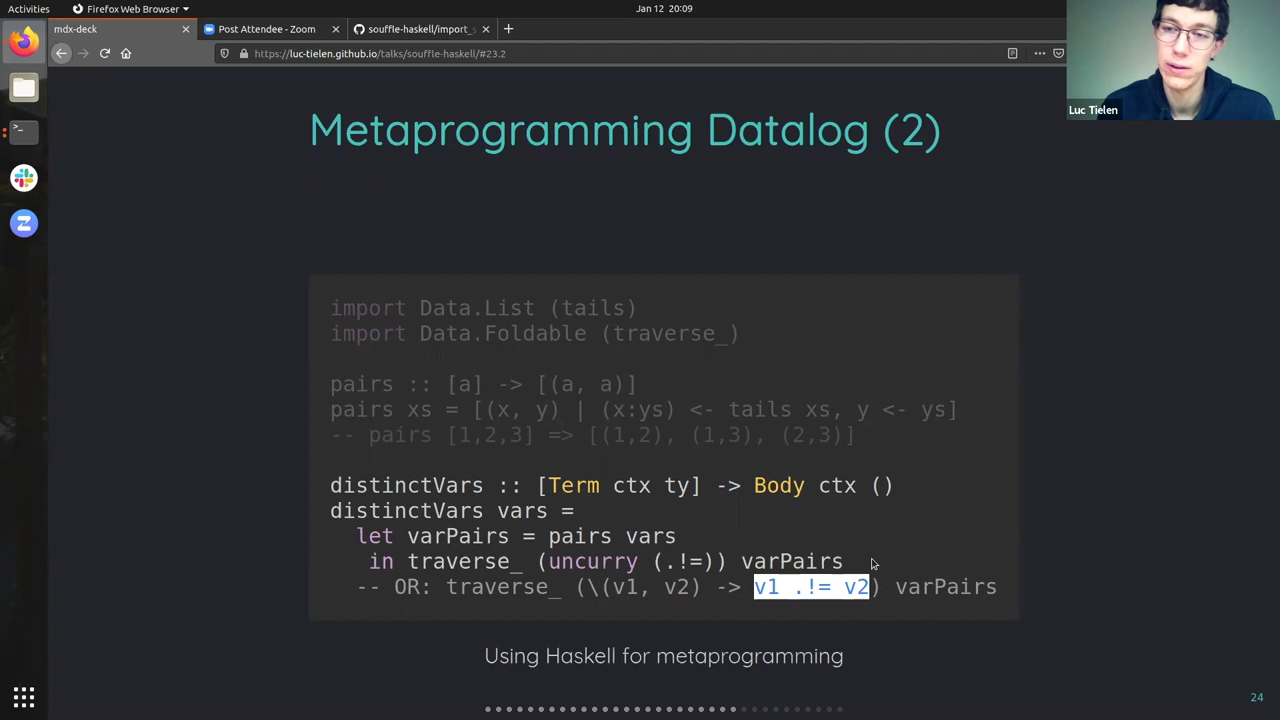 Activities
Firefox Web Browser
Jan 12 20:09
mdx-deck
Post Attendee - Zoom
souffle-haskell/import_s
https://luc-tielen.github.io/talks/souffle-haskell/#23.2
Luc Tielen
Metaprogramming Datalog (2)
import Data.List (tails)
import Data.Foldable (traverse_)
pairs :: [a] -> [(a, a)]
pairs xs = [(x, y) | (x:ys) <- tails xs, y <- ys]
-- pairs [1,2,3] => [(1,2), (1,3), (2,3)]
distinctVars :: [Term ctx ty] -> Body ctx ()
distinctVars vars =
let varPairs = pairs vars
in traverse_ (uncurry (.!=)) varPairs
-- OR: traverse_ (\(v1, v2) -> v1 .!= v2) varPairs
Using Haskell for metaprogramming
24